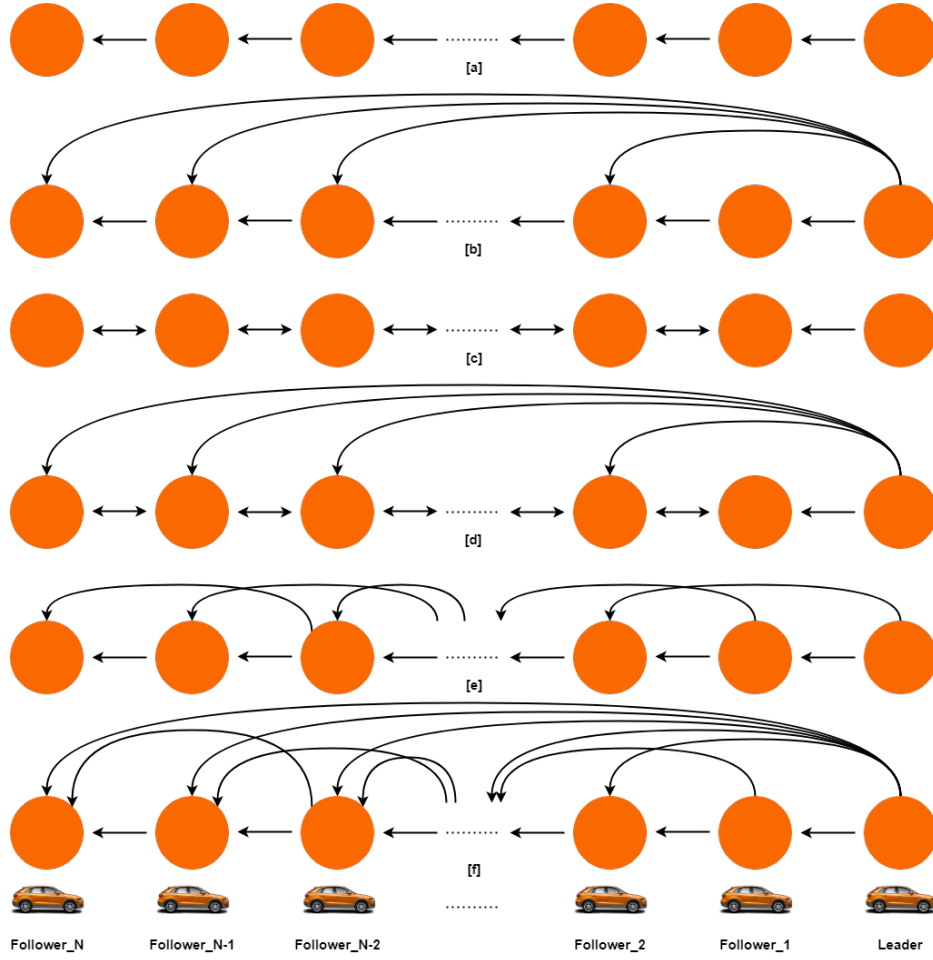 [a]
[b]
[c]
[d]
[e]
[f]
Follower_N Follower_N-1 Follower_N-2 Follower_2 Follower_1 Leader